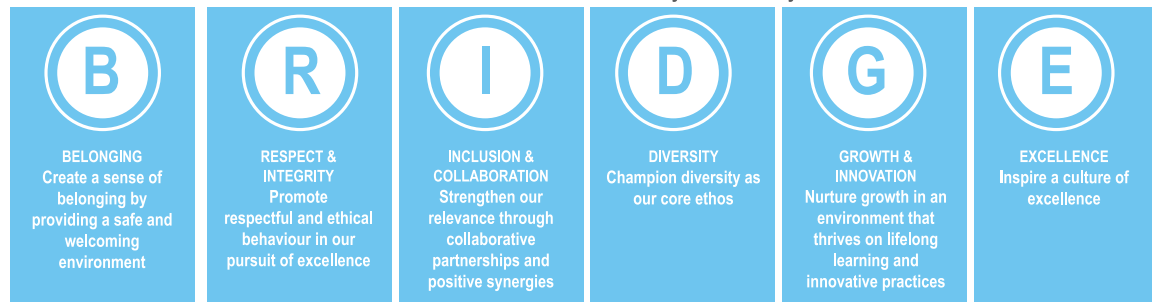 B
BELONGING
Create a sense of
belonging by
providing a safe and
welcoming
environment
R
RESPECT &
INTEGRITY
Promote
respectful and ethical
behaviour in our
pursuit of excellence
I
INCLUSION &
COLLABORATION
Strengthen our
relevance through
collaborative
partnerships and
positive synergies
D
DIVERSITY
Champion diversity as
our core ethos
G
GROWTH &
INNOVATION
Nurture growth in an
environment that
thrives on lifelong
learning and
innovative practices
E
EXCELLENCE
Inspire a culture of
excellence